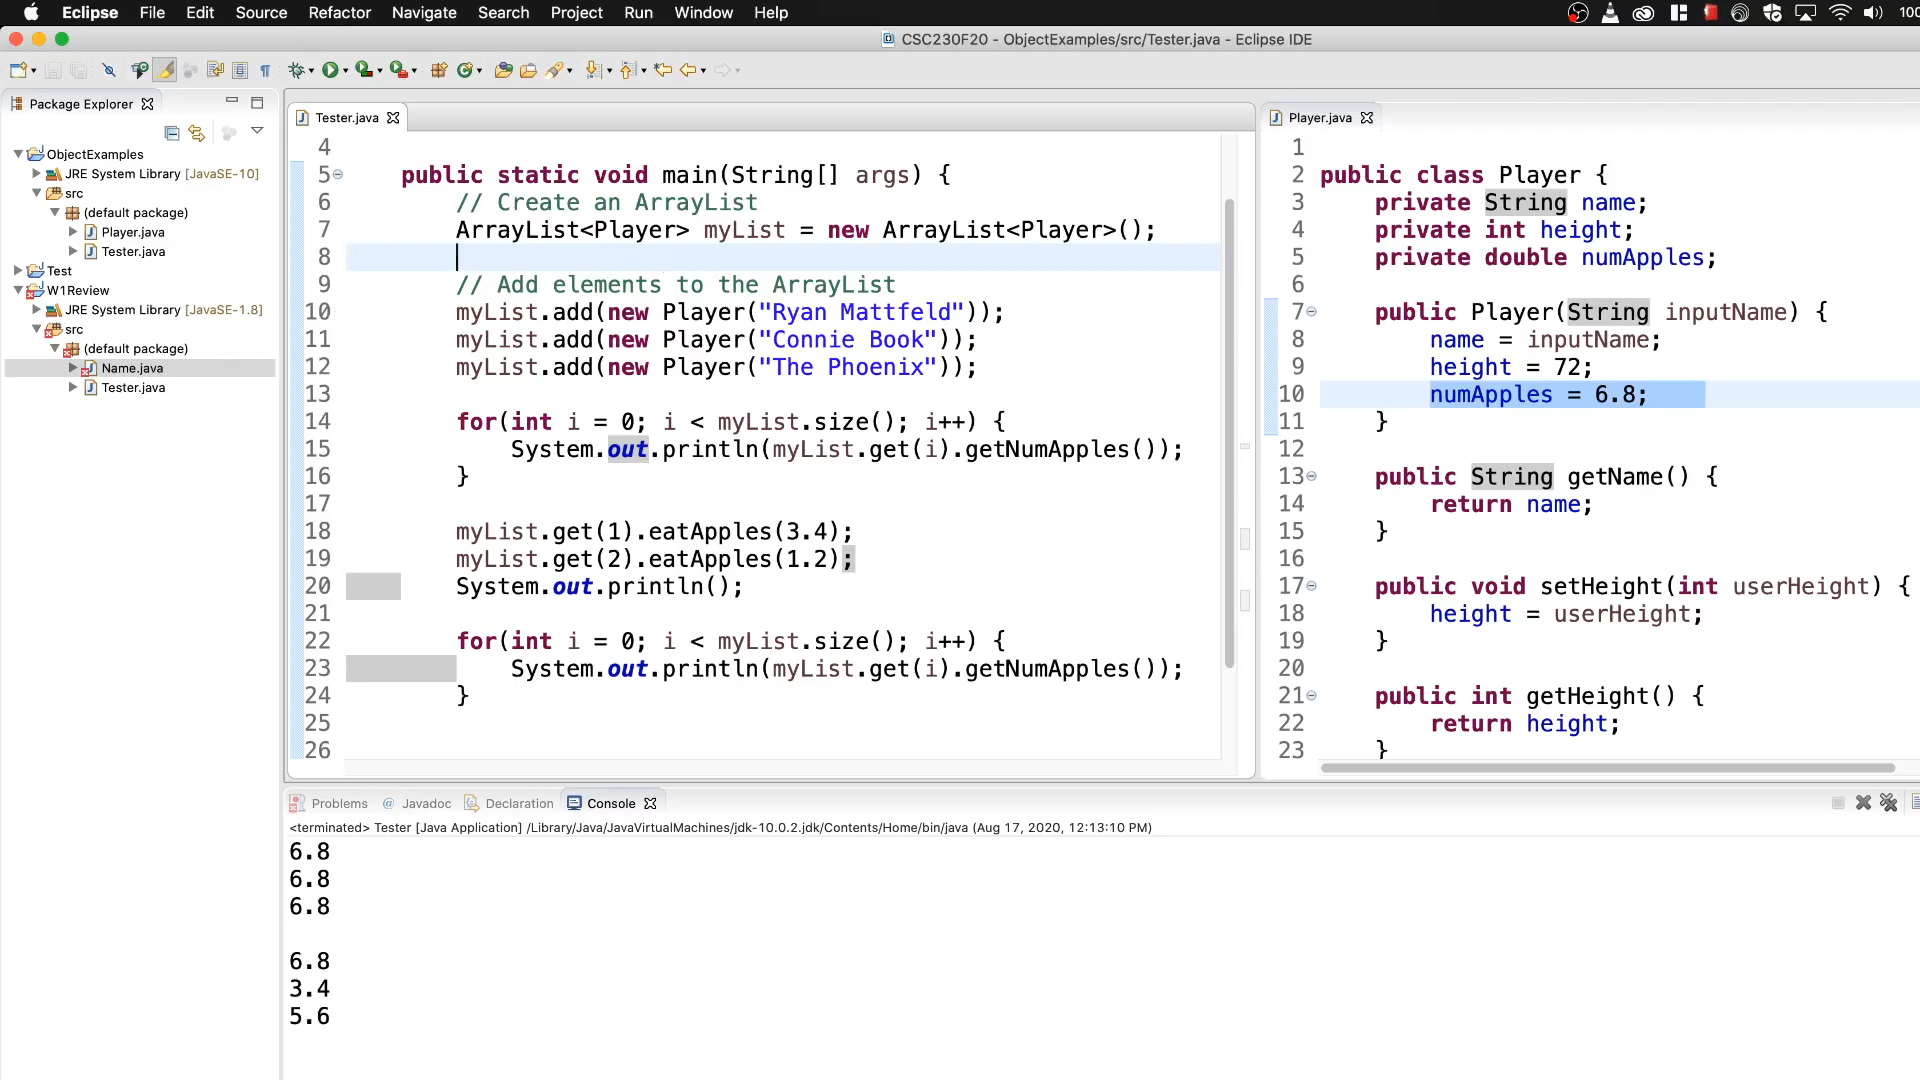 Eclipse File Edit Source Refactor Navigate Search Project Run Window Help 100
CSC230F20 - ObjectExamples/src/Tester.java - Eclipse IDE
Package Explorer
ObjectExamples
JRE System Library [JavaSE-10]
src
(default package)
Player.java
Tester.java
Test
W1Review
JRE System Library [JavaSE-1.8]
src
(default package)
Name.java
Tester.java
Tester.java
4
5 public static void main(String[] args) {
6 // Create an ArrayList
7 ArrayList<Player> myList = new ArrayList<Player>();
8
9 // Add elements to the ArrayList
10 myList.add(new Player("Ryan Mattfeld"));
11 myList.add(new Player("Connie Book"));
12 myList.add(new Player("The Phoenix"));
13
14 for(int i = 0; i < myList.size(); i++) {
15 System.out.println(myList.get(i).getNumApples());
16 }
17
18 myList.get(1).eatApples(3.4);
19 myList.get(2).eatApples(1.2);
20 System.out.println();
21
22 for(int i = 0; i < myList.size(); i++) {
23 System.out.println(myList.get(i).getNumApples());
24 }
25
26
Player.java
1
2 public class Player {
3 private String name;
4 private int height;
5 private double numApples;
6
7 public Player(String inputName) {
8 name = inputName;
9 height = 72;
10 numApples = 6.8;
11 }
12
13 public String getName() {
14 return name;
15 }
16
17 public void setHeight(int userHeight) {
18 height = userHeight;
19 }
20
21 public int getHeight() {
22 return height;
23 }
Problems @ Javadoc Declaration Console
<terminated> Tester [Java Application] /Library/Java/JavaVirtualMachines/jdk-10.0.2.jdk/Contents/Home/bin/java (Aug 17, 2020, 12:13:10 PM)
6.8
6.8
6.8
6.8
3.4
5.6